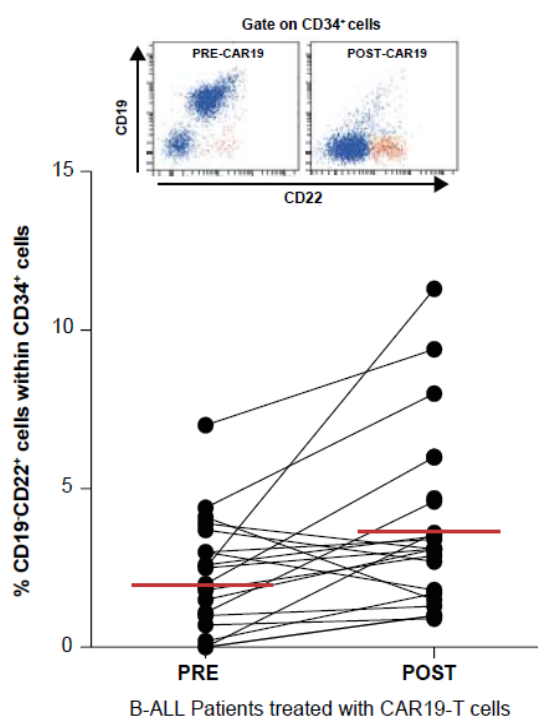 Gate on CD34⁺ cells
PRE-CAR19
POST-CAR19
CD19
CD22
15
10
5
0
% CD19⁻CD22⁺ cells within CD34⁺ cells
PRE
POST
B-ALL Patients treated with CAR19-T cells